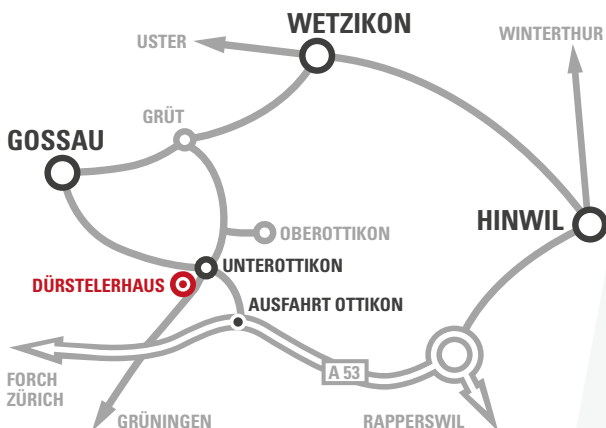 WETZIKON
USTER
WINTERTHUR
GRÜT
GOSSAU
HINWIL
OBEROTTIKON
UNTEROTTIKON
DÜRSTELERHAUS
AUSFAHRT OTTIKON
A 53
FORCH
ZÜRICH
GRÜNINGEN
RAPPERSWIL